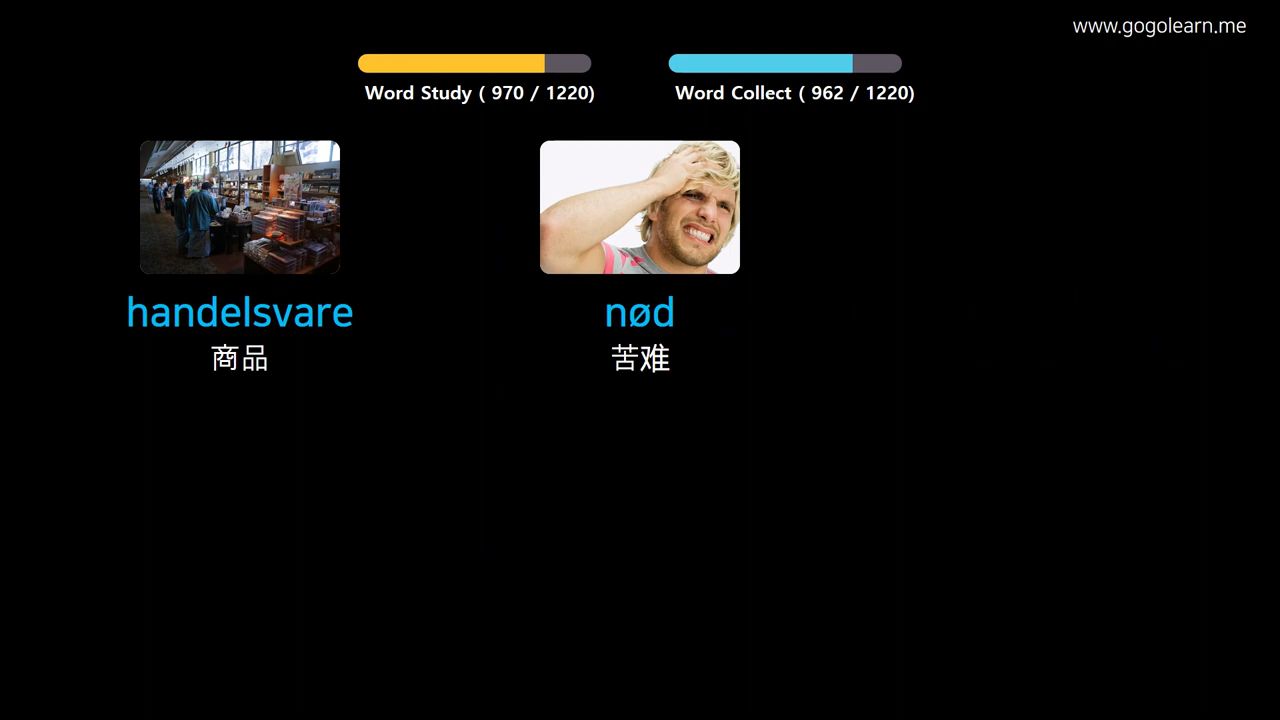 www.gogolearn.me
Word Study ( 970 / 1220)
Word Collect ( 962 / 1220)
handelsvare
商品
nød
苦难